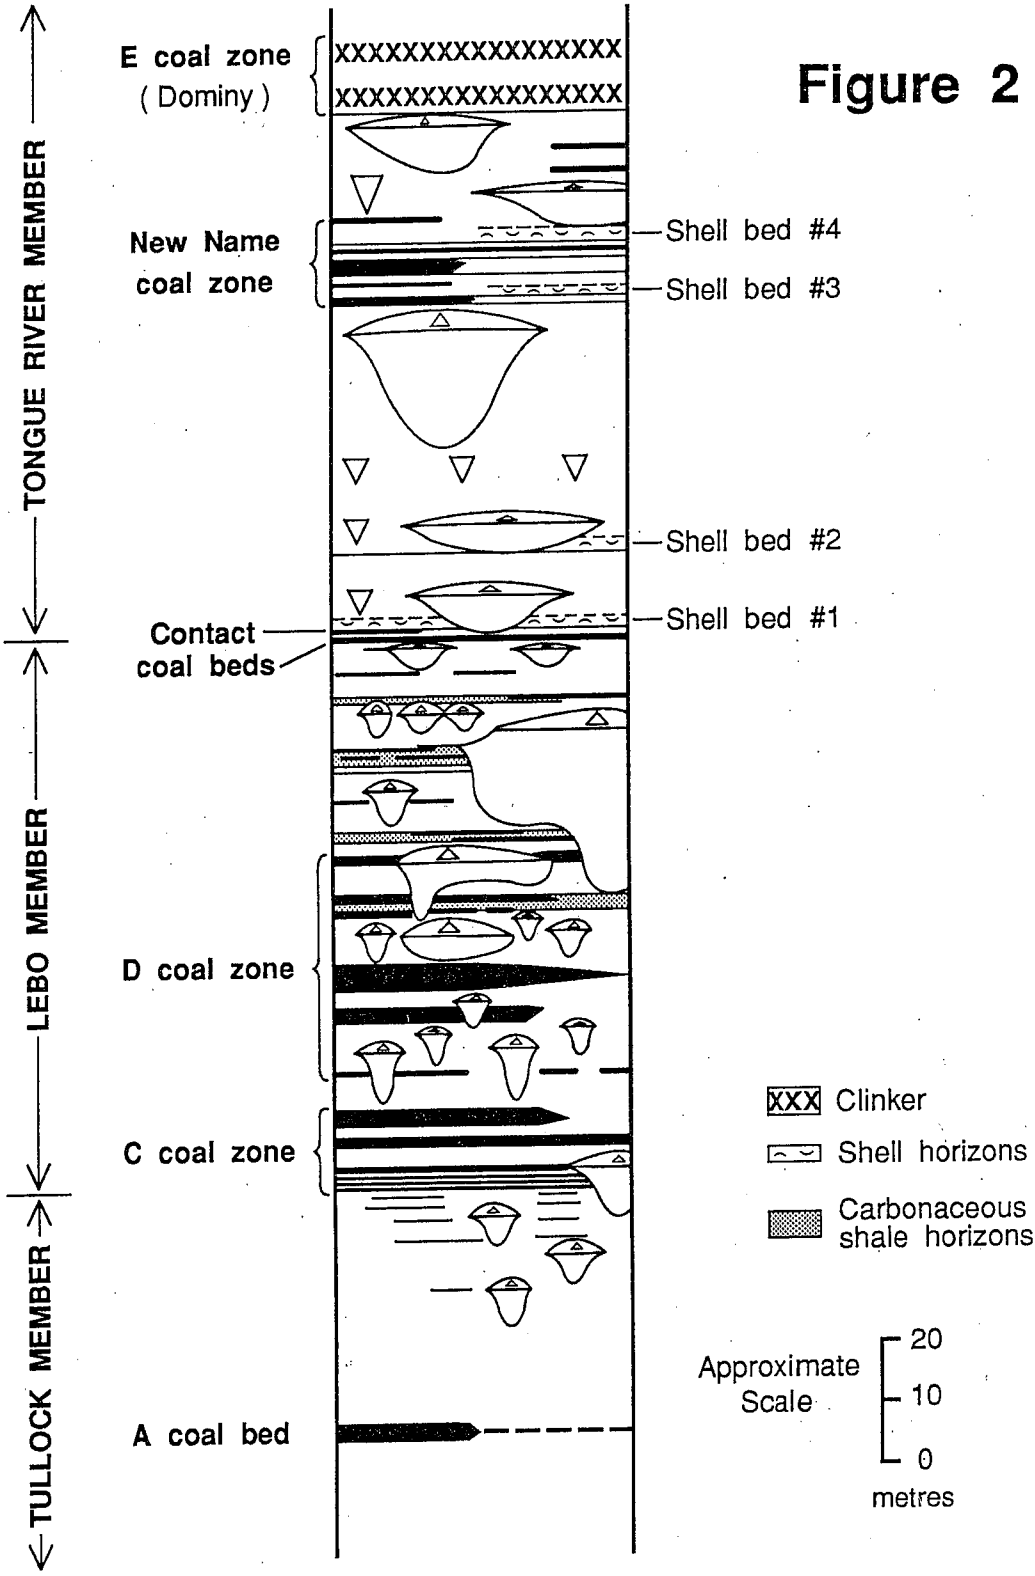 Figure 2
TONGUE RIVER MEMBER
LEBO MEMBER
TULLOCK MEMBER
E coal zone
( Dominy )
XXXXXXXXXXXXXXXXX
XXXXXXXXXXXXXXXXX
New Name
coal zone
Shell bed #4
Shell bed #3
Shell bed #2
Shell bed #1
Contact
coal beds
D coal zone
C coal zone
A coal bed
XXX Clinker
Shell horizons
Carbonaceous
shale horizons
Approximate
Scale
20
10
0
metres